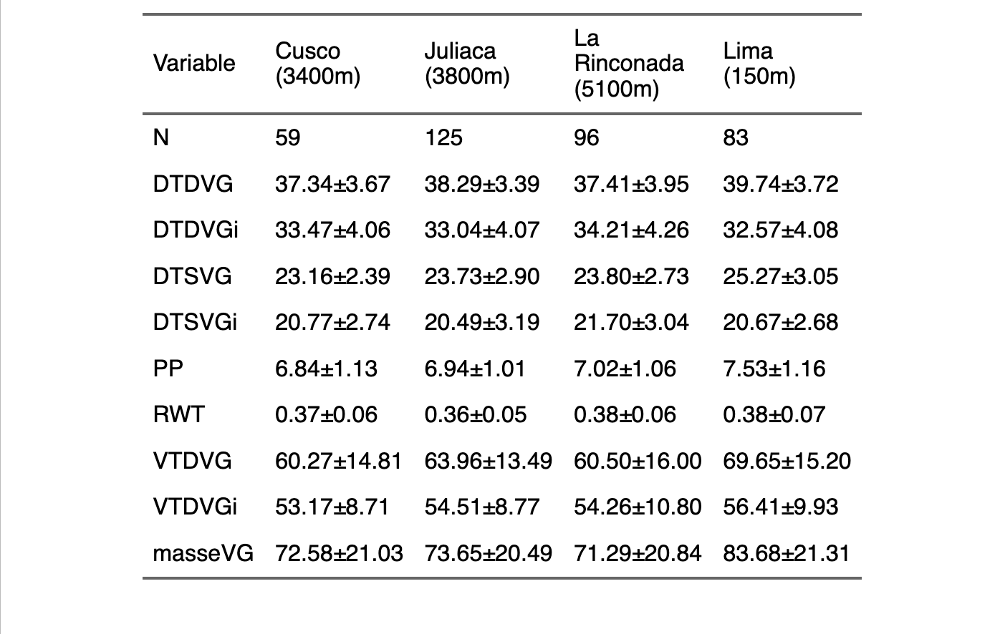 Variable Cusco (3400m) Juliaca (3800m) La Rinconada (5100m) Lima (150m)
N 59 125 96 83
DTDVG 37.34±3.67 38.29±3.39 37.41±3.95 39.74±3.72
DTDVGi 33.47±4.06 33.04±4.07 34.21±4.26 32.57±4.08
DTSVG 23.16±2.39 23.73±2.90 23.80±2.73 25.27±3.05
DTSVGi 20.77±2.74 20.49±3.19 21.70±3.04 20.67±2.68
PP 6.84±1.13 6.94±1.01 7.02±1.06 7.53±1.16
RWT 0.37±0.06 0.36±0.05 0.38±0.06 0.38±0.07
VTDVG 60.27±14.81 63.96±13.49 60.50±16.00 69.65±15.20
VTDVGi 53.17±8.71 54.51±8.77 54.26±10.80 56.41±9.93
masseVG 72.58±21.03 73.65±20.49 71.29±20.84 83.68±21.31